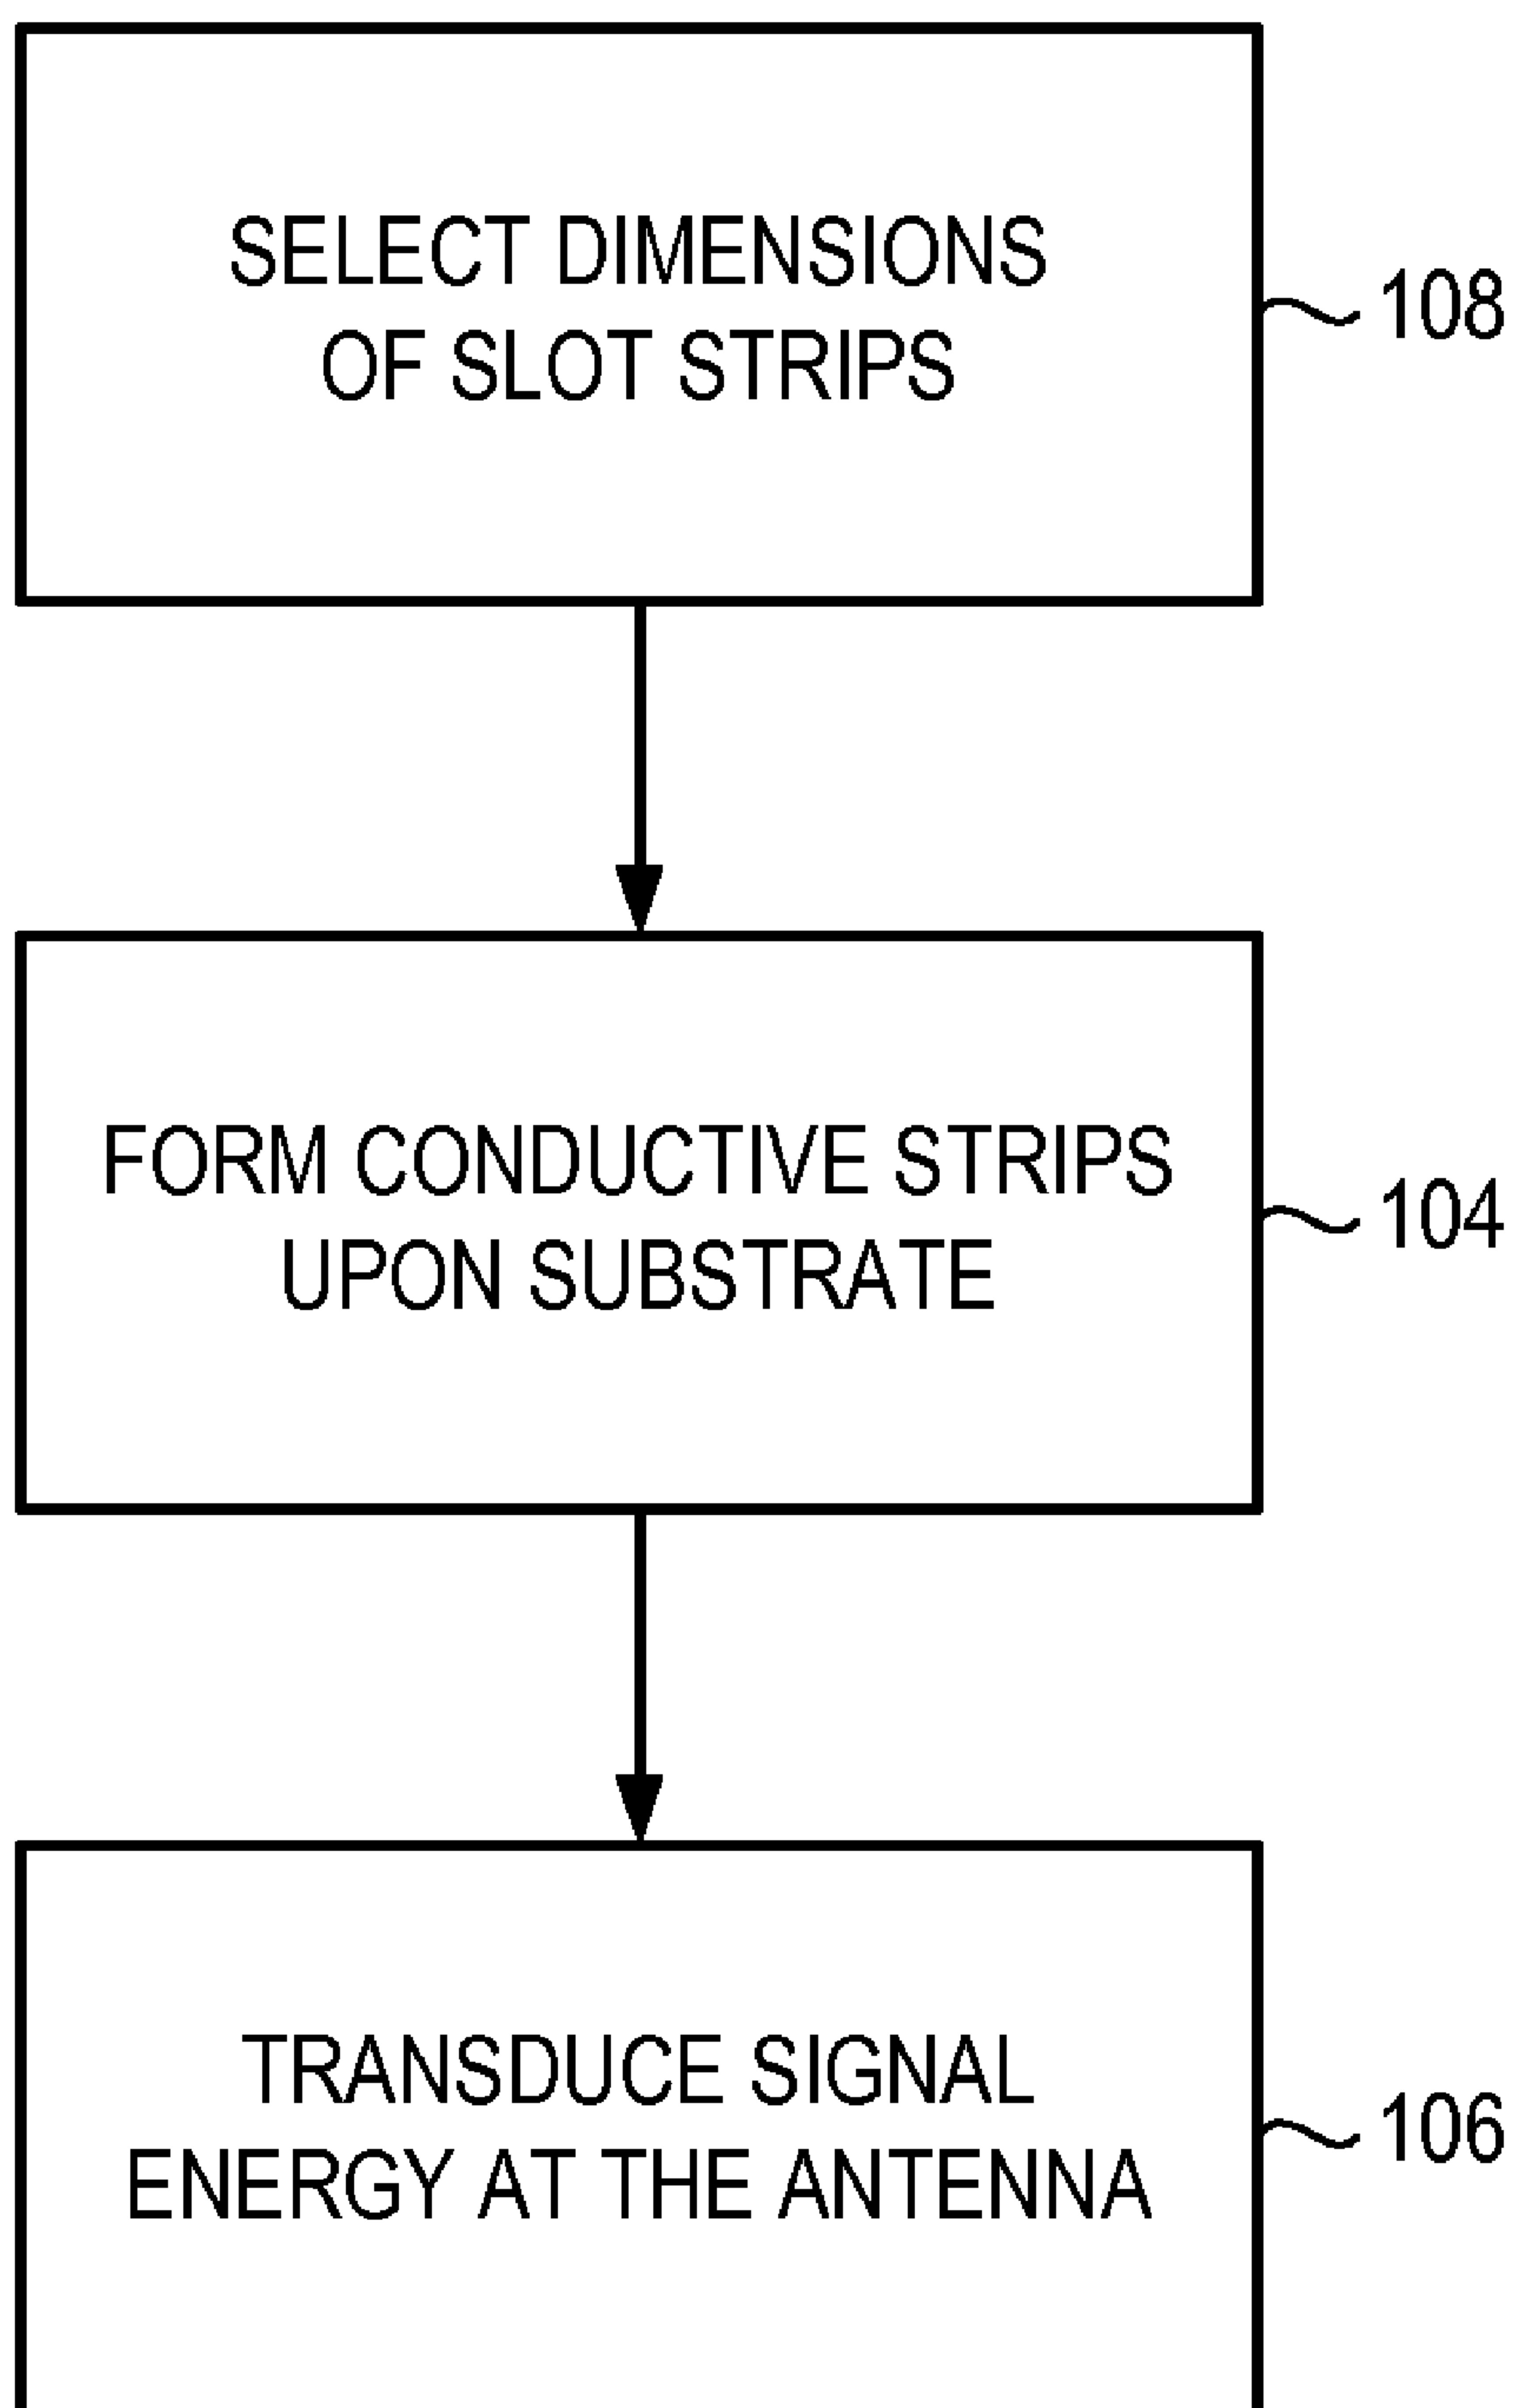 SELECT DIMENSIONS
OF SLOT STRIPS
108
FORM CONDUCTIVE STRIPS
UPON SUBSTRATE
104
TRANSDUCE SIGNAL
ENERGY AT THE ANTENNA
106